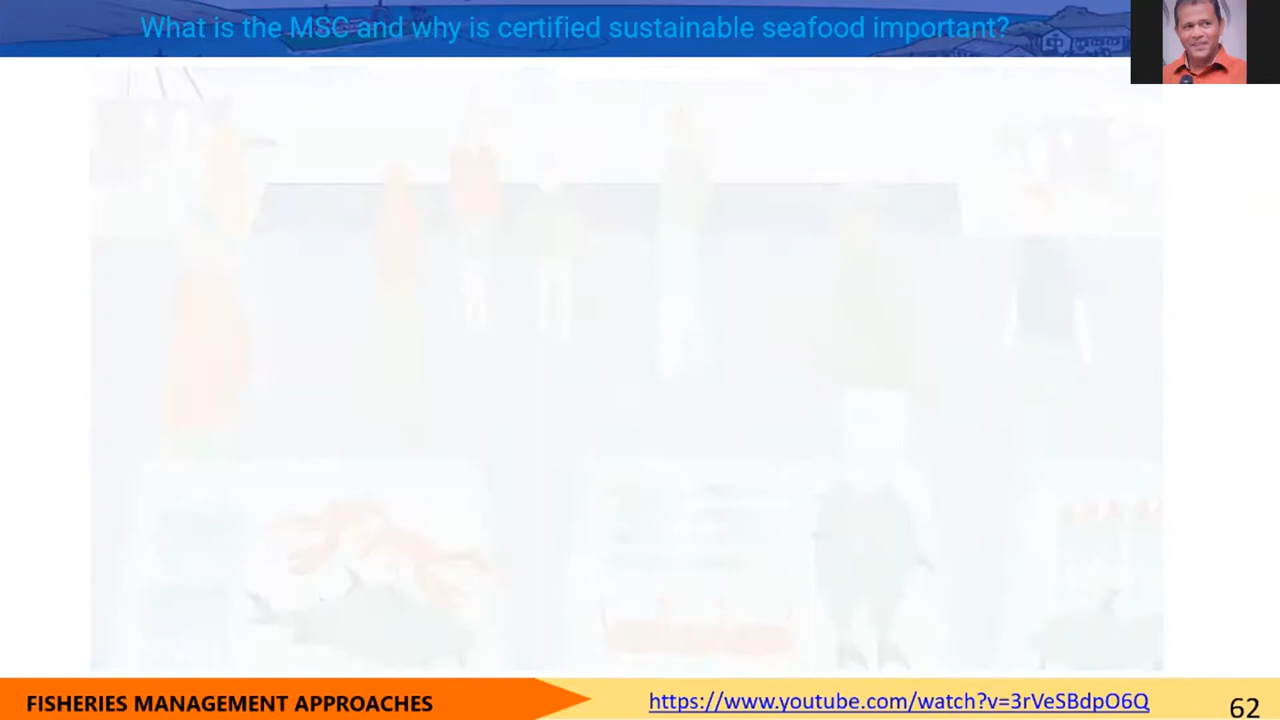 What is the MSC and why is certified sustainable seafood important?
FISHERIES MANAGEMENT APPROACHES
https://www.youtube.com/watch?v=3rVeSBdpO6Q
62